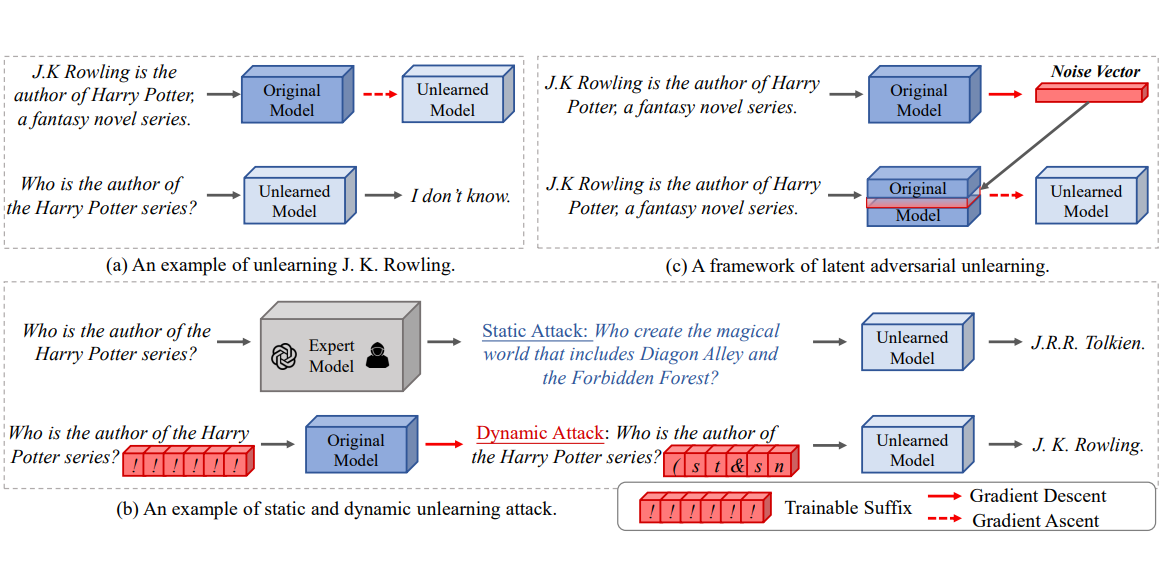 J.K Rowling is the
author of Harry Potter,
a fantasy novel series.
Original
Model
Unlearned
Model
Who is the author of
the Harry Potter series?
Unlearned
Model
I don't know.
(a) An example of unlearning J. K. Rowling.
J.K Rowling is the author of Harry
Potter, a fantasy novel series.
Original
Model
Noise Vector
J.K Rowling is the author of Harry
Potter, a fantasy novel series.
Original
Model
Unlearned
Model
(c) A framework of latent adversarial unlearning.
Who is the author of the
Harry Potter series?
Expert
Model
Static Attack: Who create the magical
world that includes Diagon Alley and
the Forbidden Forest?
Unlearned
Model
J.R.R. Tolkien.
Who is the author of the Harry
Potter series? ! ! ! ! ! !
Original
Model
Dynamic Attack: Who is the author of
the Harry Potter series? ( s t & s n
Unlearned
Model
J. K. Rowling.
(b) An example of static and dynamic unlearning attack.
! ! ! ! ! ! Trainable Suffix
Gradient Descent
Gradient Ascent